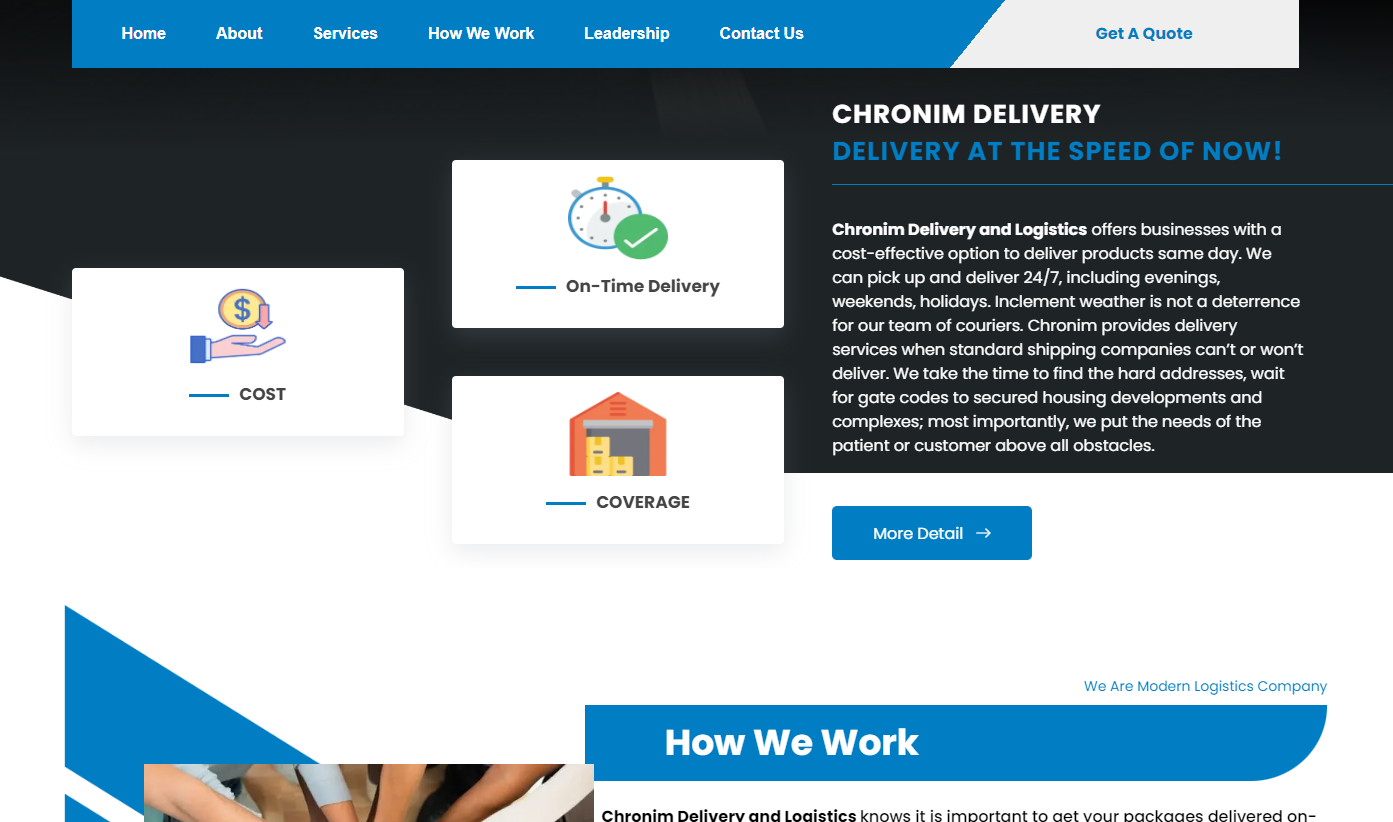 Home About Services How We Work Leadership Contact Us Get A Quote
CHRONIM DELIVERY
DELIVERY AT THE SPEED OF NOW!
On-Time Delivery
COST
COVERAGE
Chronim Delivery and Logistics offers businesses with a
cost-effective option to deliver products same day. We
can pick up and deliver 24/7, including evenings,
weekends, holidays. Inclement weather is not a deterrence
for our team of couriers. Chronim provides delivery
services when standard shipping companies can’t or won’t
deliver. We take the time to find the hard addresses, wait
for gate codes to secured housing developments and
complexes; most importantly, we put the needs of the
patient or customer above all obstacles.
More Detail
We Are Modern Logistics Company
How We Work
Chronim Delivery and Logistics knows it is important to get your packages delivered on-